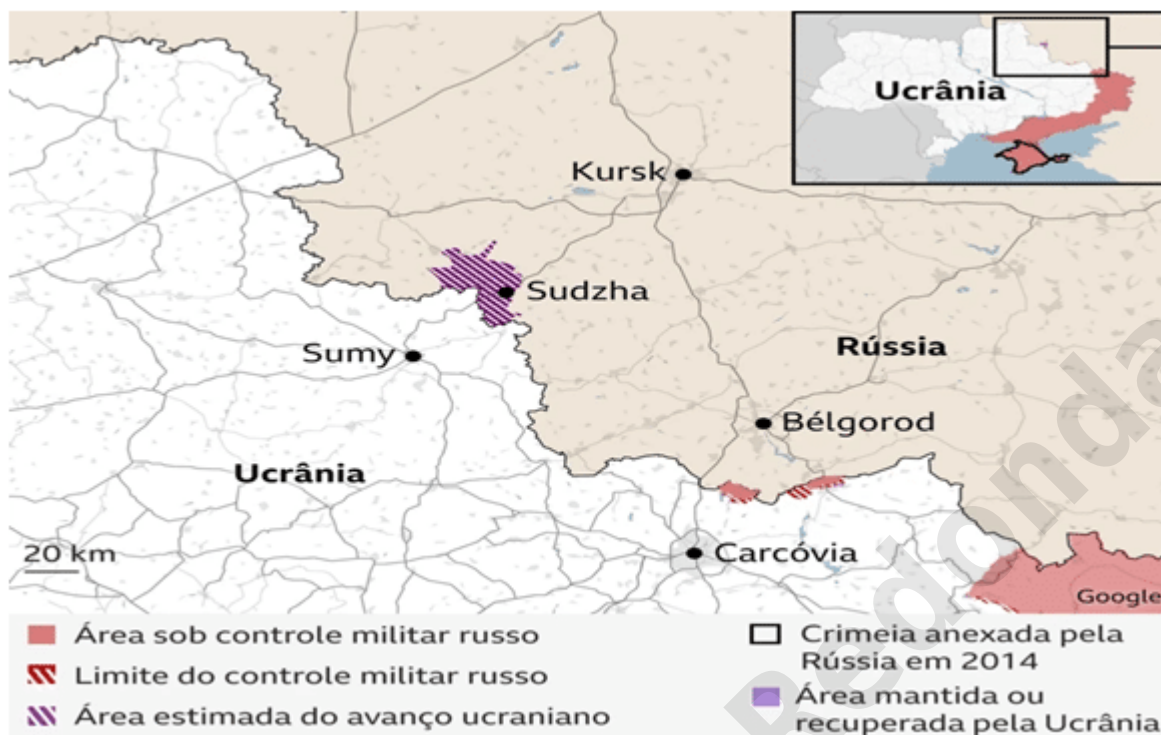 Ucrânia
Kursk
Sudzha
Sumy
Rússia
Bélgorod
Ucrânia
20 km
Carcóvia
Google
Área sob controle militar russo
Limite do controle militar russo
Área estimada do avanço ucraniano
Crimeia anexada pela
Rússia em 2014
Área mantida ou
recuperada pela Ucrânia
Redonda